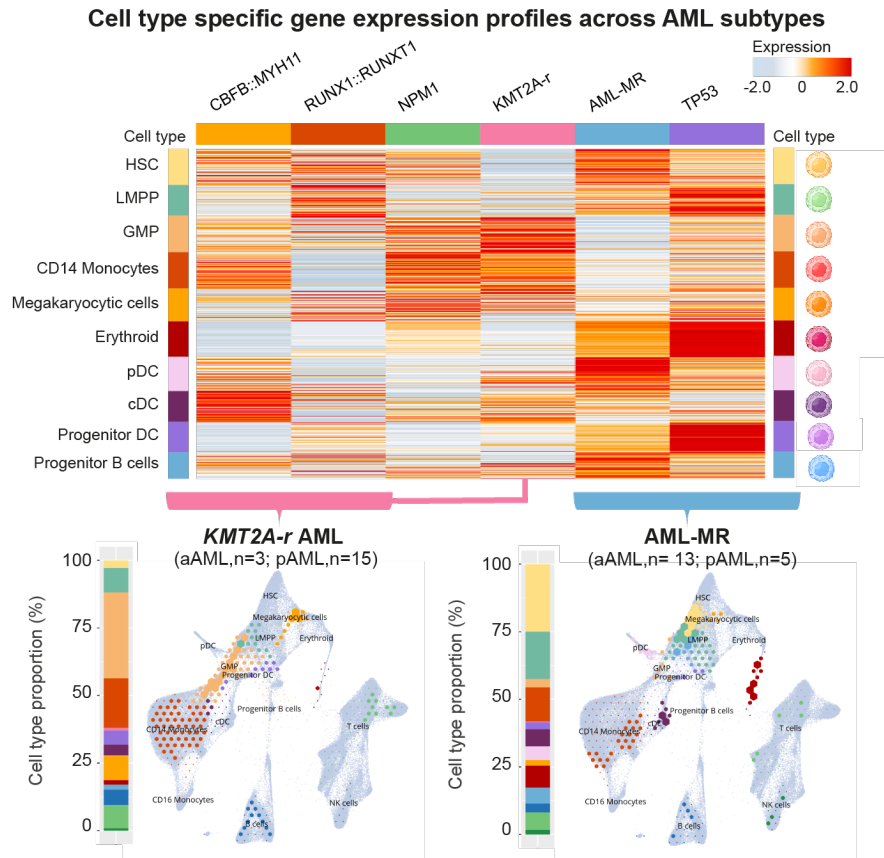 Cell type specific gene expression profiles across AML subtypes
CBFB::MYH11
RUNX1::RUNXT1
NPM1
KMT2A-r
AML-MR
TP53
Expression
-2.0 0 2.0
Cell type
Cell type
HSC
LMPP
GMP
CD14 Monocytes
Megakaryocytic cells
Erythroid
pDC
cDC
Progenitor DC
Progenitor B cells
KMT2A-r AML
(aAML,n=3; pAML,n=15)
Cell type proportion (%)
100
75
50
25
0
HSC
Megakaryocytic cells
LMPP
Erythroid
pDC
GMP
Progenitor DC
Progenitor B cells
cDC
CD14 Monocytes
T cells
CD16 Monocytes
NK cells
B cells
AML-MR
(aAML,n= 13; pAML,n=5)
Cell type proportion (%)
100
75
50
25
0
HSC
Megakaryocytic cells
LMPP
Erythroid
pDC
GMP
Progenitor DC
Progenitor B cells
cDC
CD14 Monocytes
T cells
CD16 Monocytes
NK cells
B cells